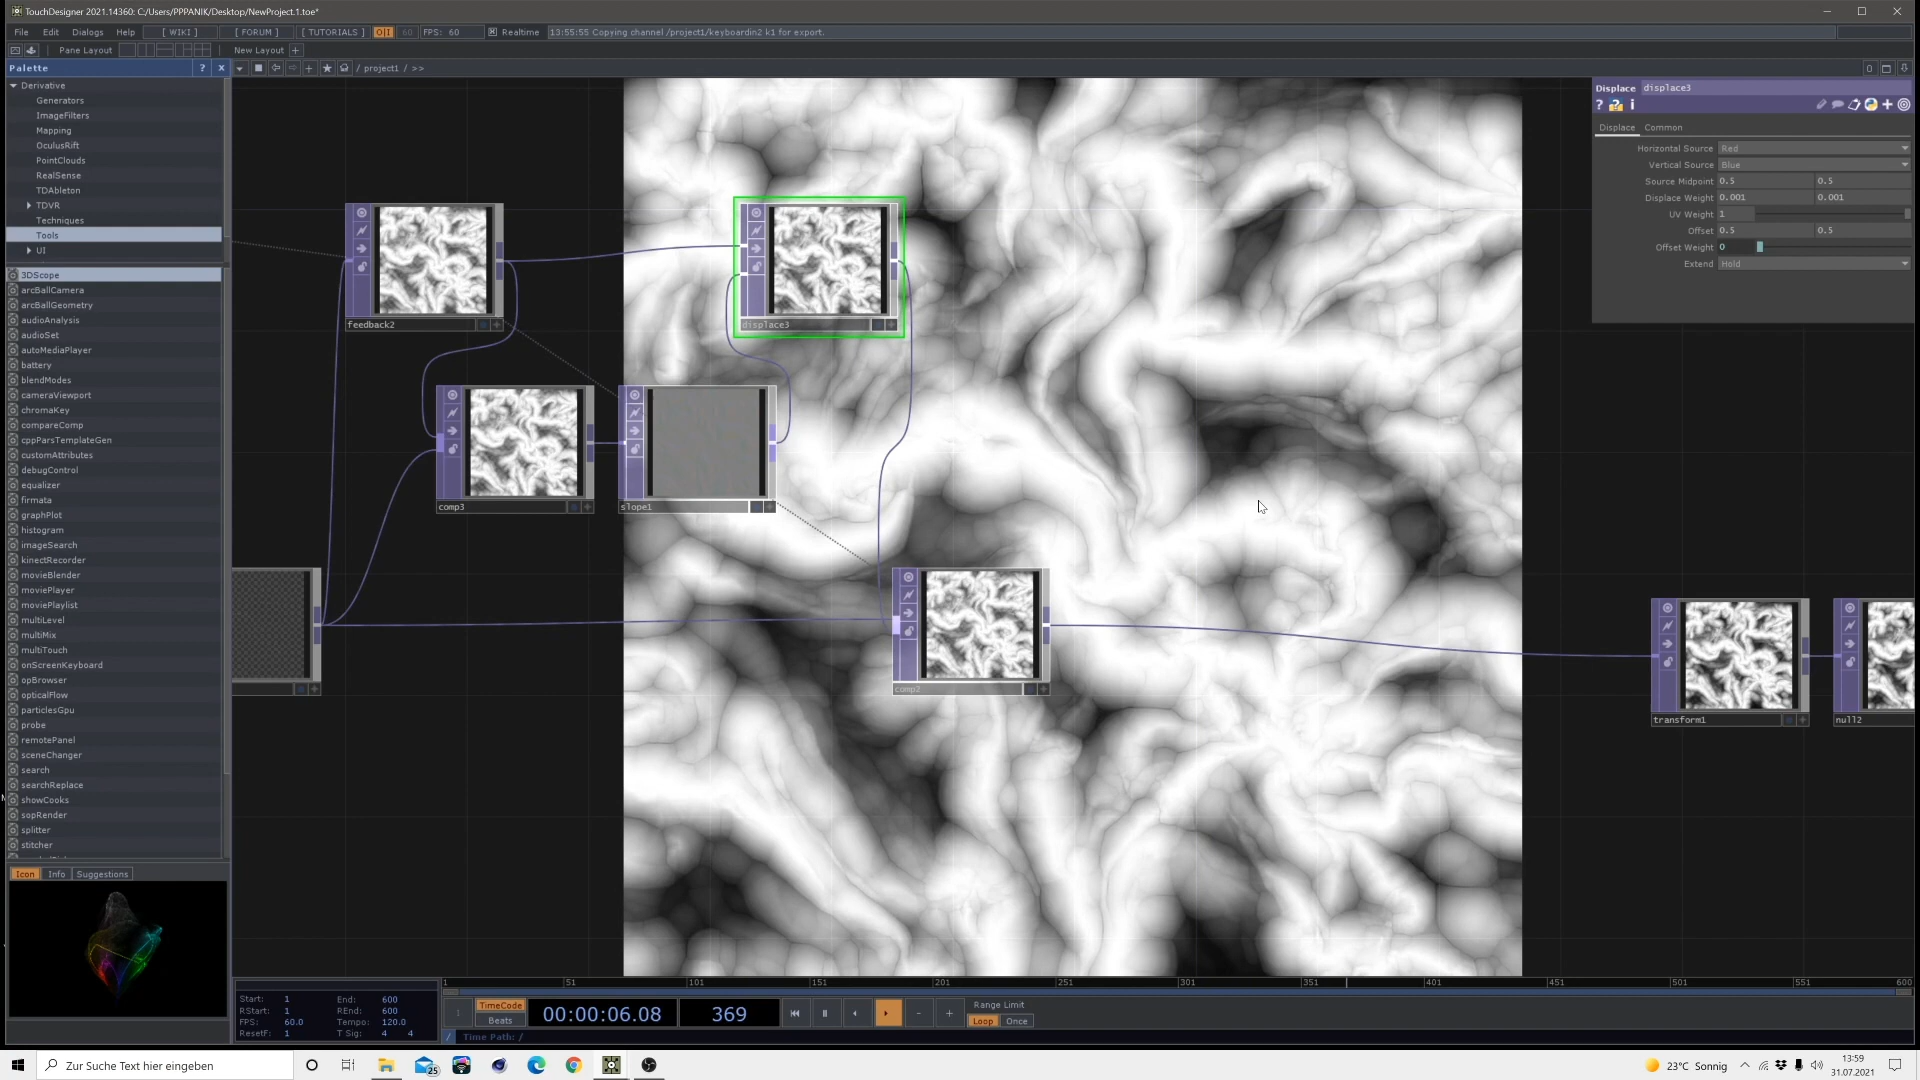 TouchDesigner 2021.14360: C:/Users/PPPANIK/Desktop/NewProject.1.toe*
File Edit Dialogs Help [ WIKI ] [ FORUM ] [ TUTORIALS ] O|I 60 FPS: 60 Realtime 13:55:55 Copying channel /project1/keyboardin2 k1 for export.
Pane Layout New Layout +
Palette ? x / project1 / >> 0
Derivative
Generators
ImageFilters
Mapping
OculusRift
PointClouds
RealSense
TDAbleton
TDVR
Techniques
Tools
UI
3DScope
arcBallCamera
arcBallGeometry
audioAnalysis
audioSet
autoMediaPlayer
battery
blendModes
cameraViewport
chromaKey
compareComp
cppParsTemplateGen
customAttributes
debugControl
equalizer
firmata
graphPlot
histogram
imageSearch
kinectRecorder
movieBlender
moviePlayer
moviePlaylist
multiLevel
multiMix
multiTouch
onScreenKeyboard
opBrowser
opticalFlow
particlesGpu
probe
remotePanel
sceneChanger
search
searchReplace
showCooks
sopRender
splitter
stitcher
Icon Info Suggestions
feedback2
displace3
comp3
slope1
comp2
transform1
null2
Displace displace3
? i
Displace Common
Horizontal Source Red
Vertical Source Blue
Source Midpoint 0.5 0.5
Displace Weight 0.001 0.001
UV Weight 1
Offset 0.5 0.5
Offset Weight 0
Extend Hold
1 51 101 151 201 251 301 351 401 451 501 551 600
Start: 1 End: 600
RStart: 1 REnd: 600
FPS: 60.0 Tempo: 120.0
ResetF: 1 T Sig: 4 4
TimeCode
Beats
00:00:06.08 369
Range Limit
Loop Once
/ Time Path: /
Zur Suche Text hier eingeben
25
23°C Sonnig
13:59
31.07.2021